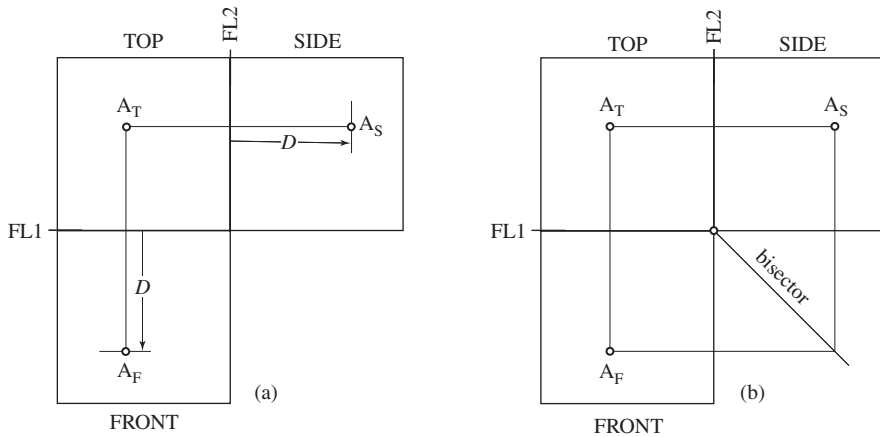 TOP
FL2
SIDE
A_T
A_S
D
FL1
D
A_F
FRONT
(a)
TOP
FL2
SIDE
A_T
A_S
FL1
bisector
A_F
FRONT
(b)